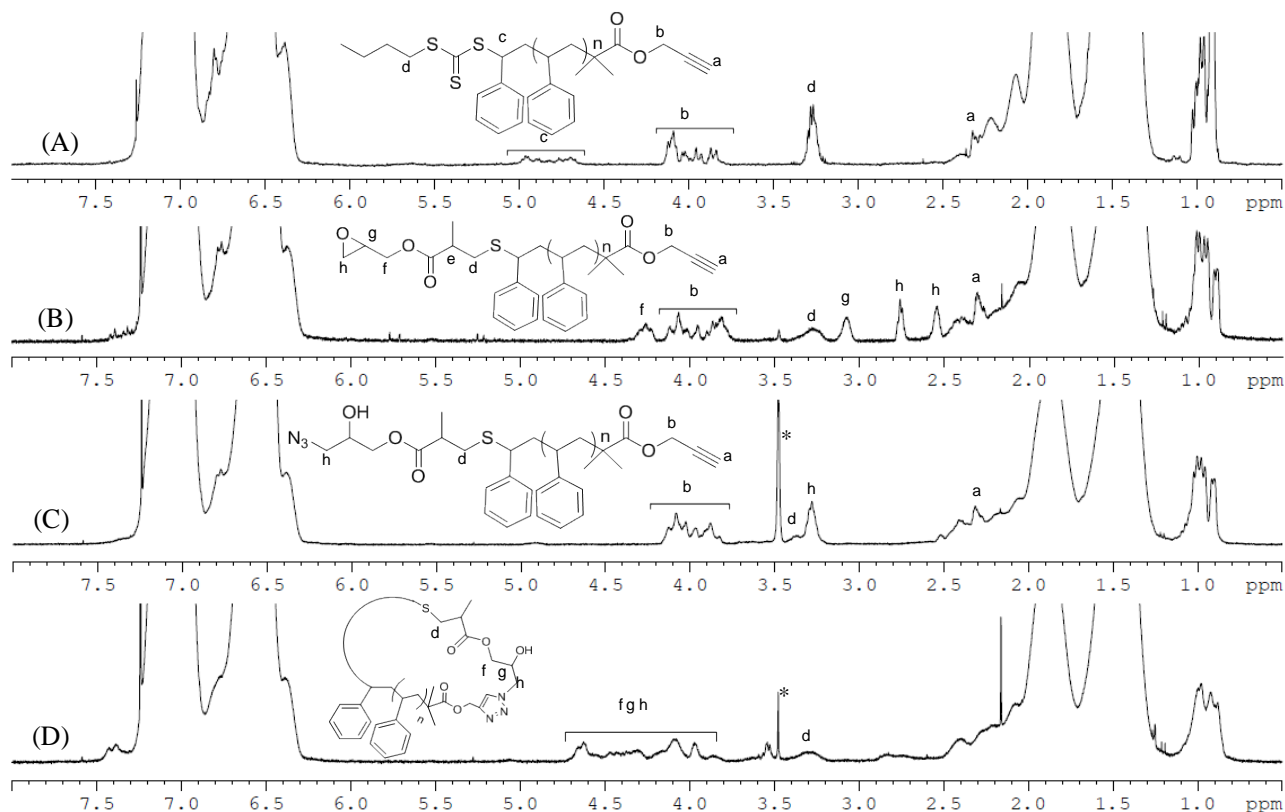 O
b
S S c n O a
d S
d
b
a
c
(A)
7.5 7.0 6.5 6.0 5.5 5.0 4.5 4.0 3.5 3.0 2.5 2.0 1.5 1.0 ppm
O g O S n O b
h f O e d O a
b
f d g h h a
(B)
7.5 7.0 6.5 6.0 5.5 5.0 4.5 4.0 3.5 3.0 2.5 2.0 1.5 1.0 ppm
OH O
N3 O S n b
h O d O a
b
* d h a
(C)
7.5 7.0 6.5 6.0 5.5 5.0 4.5 4.0 3.5 3.0 2.5 2.0 1.5 1.0 ppm
S
d
O O
f OH
g
h
O
n O N N N
f g h
* d
(D)
7.5 7.0 6.5 6.0 5.5 5.0 4.5 4.0 3.5 3.0 2.5 2.0 1.5 1.0 ppm